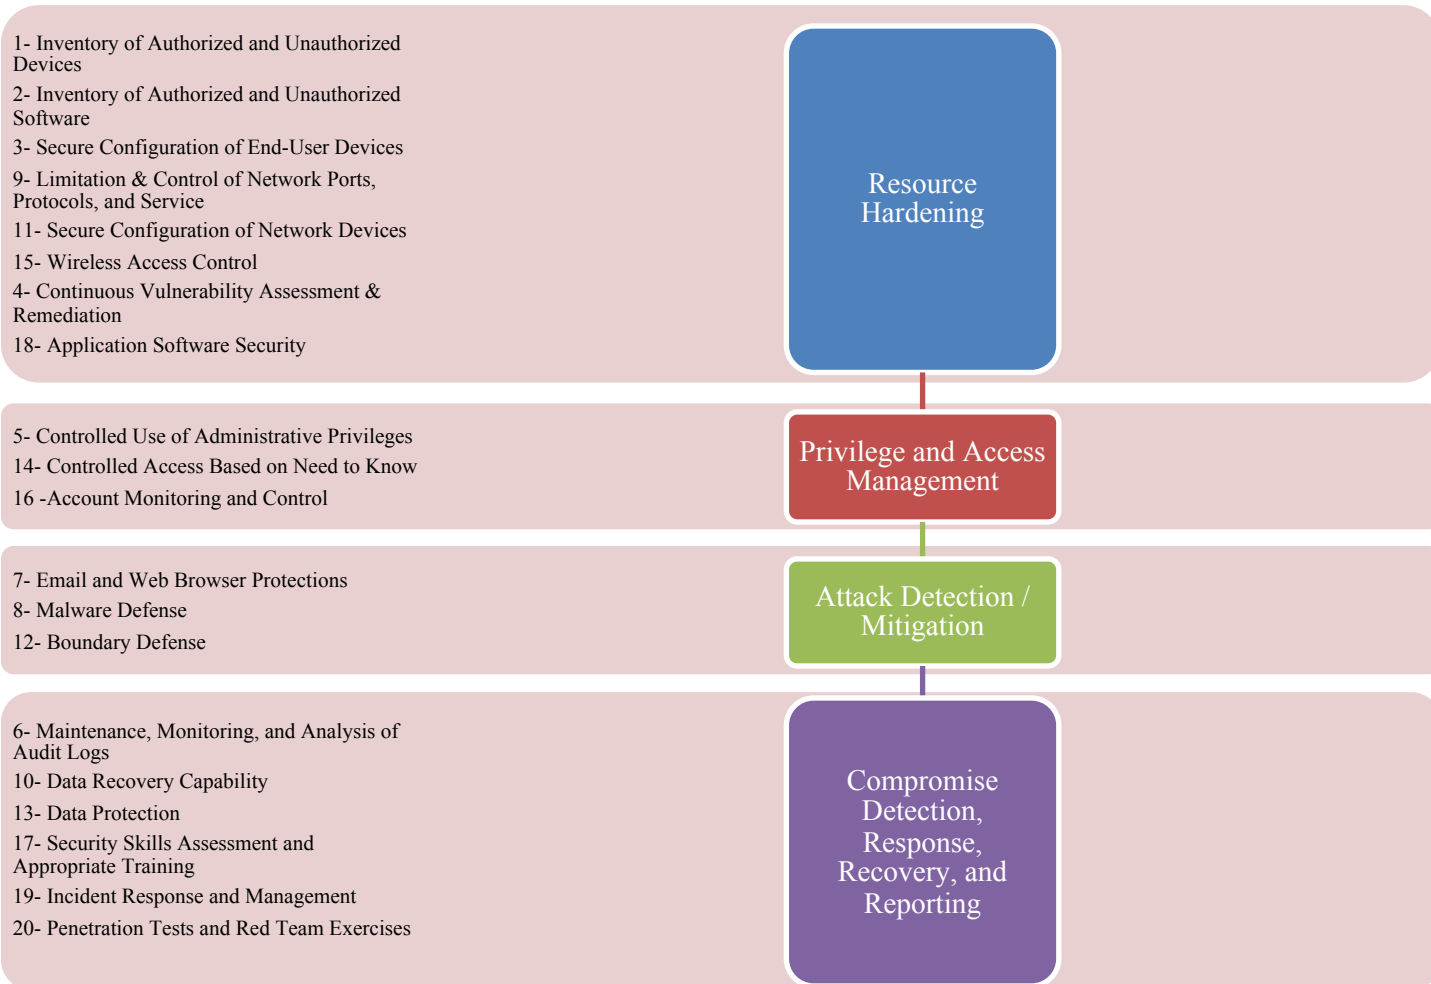 1- Inventory of Authorized and Unauthorized
Devices
2- Inventory of Authorized and Unauthorized
Software
3- Secure Configuration of End-User Devices
9- Limitation & Control of Network Ports,
Protocols, and Service
11- Secure Configuration of Network Devices
15- Wireless Access Control
4- Continuous Vulnerability Assessment &
Remediation
18- Application Software Security
Resource
Hardening
5- Controlled Use of Administrative Privileges
14- Controlled Access Based on Need to Know
16 -Account Monitoring and Control
Privilege and Access
Management
7- Email and Web Browser Protections
8- Malware Defense
12- Boundary Defense
Attack Detection /
Mitigation
6- Maintenance, Monitoring, and Analysis of
Audit Logs
10- Data Recovery Capability
13- Data Protection
17- Security Skills Assessment and
Appropriate Training
19- Incident Response and Management
20- Penetration Tests and Red Team Exercises
Compromise
Detection,
Response,
Recovery, and
Reporting